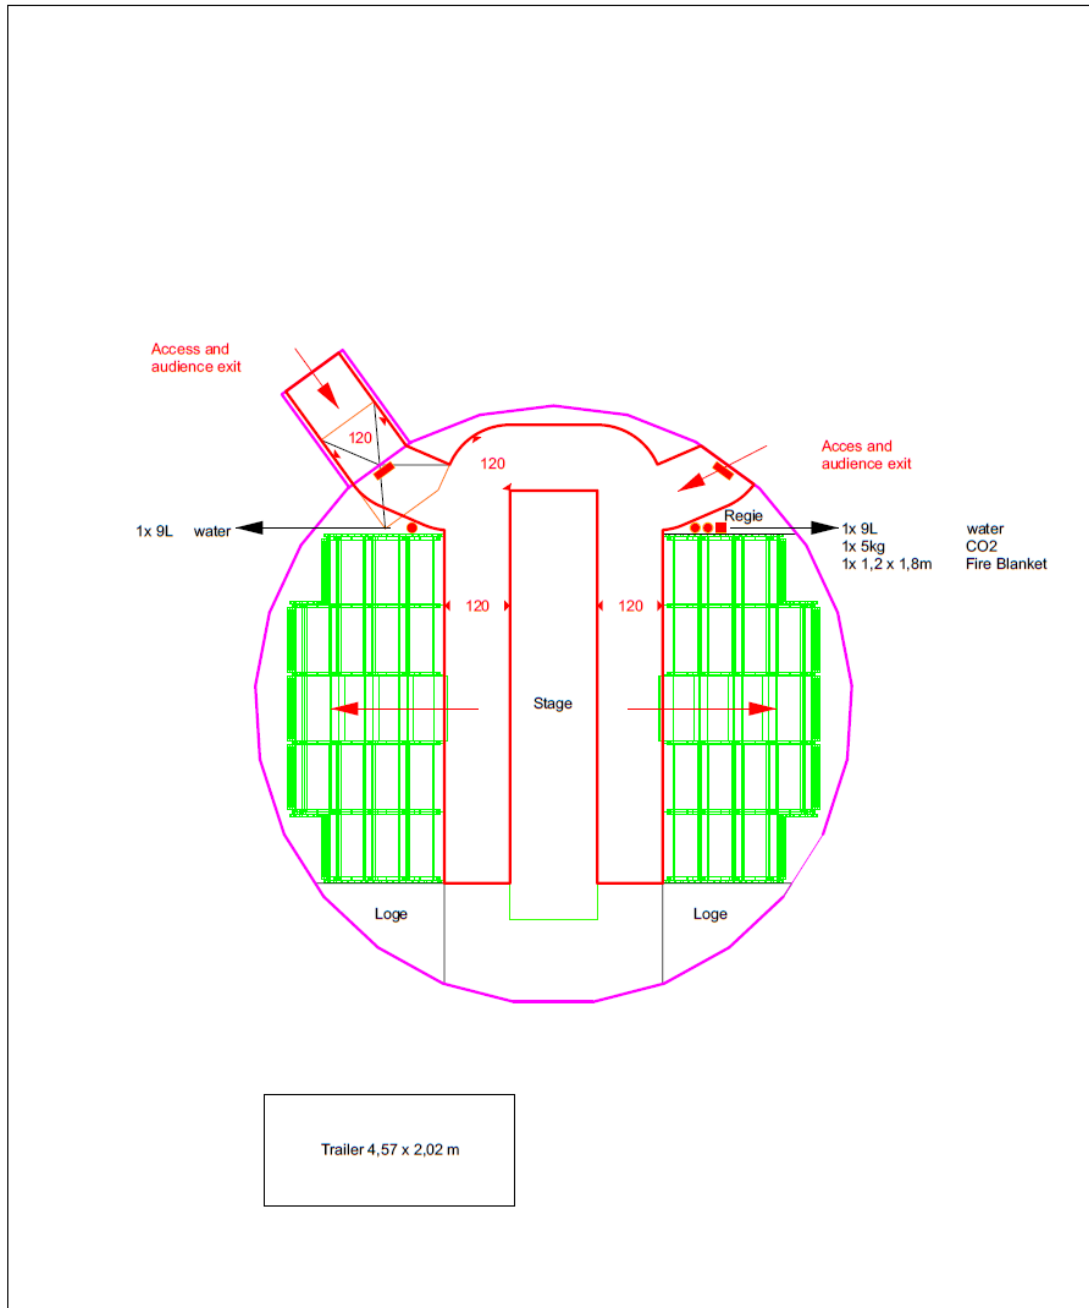 Access and
audience exit
120
120
Acces and
audience exit
1x 9L water
Regie
1x 9L water
1x 5kg CO2
1x 1,2 x 1,8m Fire Blanket
120
120
Stage
Loge
Loge
Trailer 4,57 x 2,02 m